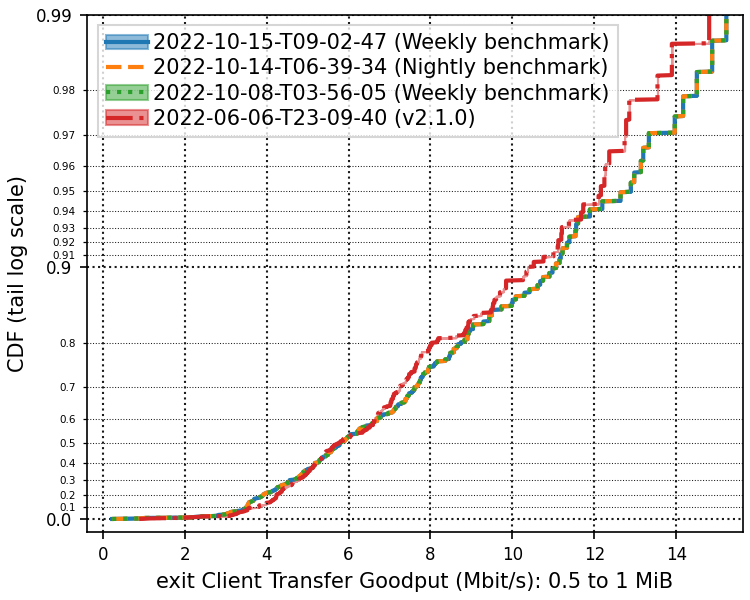 0.99
2022-10-15-T09-02-47 (Weekly benchmark)
2022-10-14-T06-39-34 (Nightly benchmark)
2022-10-08-T03-56-05 (Weekly benchmark)
2022-06-06-T23-09-40 (v2.1.0)
0.98
0.97
0.96
0.95
0.94
0.93
0.92
0.91
0.9
0.8
0.7
0.6
0.5
0.4
0.3
0.2
0.1
0.0
CDF (tail log scale)
0 2 4 6 8 10 12 14
exit Client Transfer Goodput (Mbit/s): 0.5 to 1 MiB